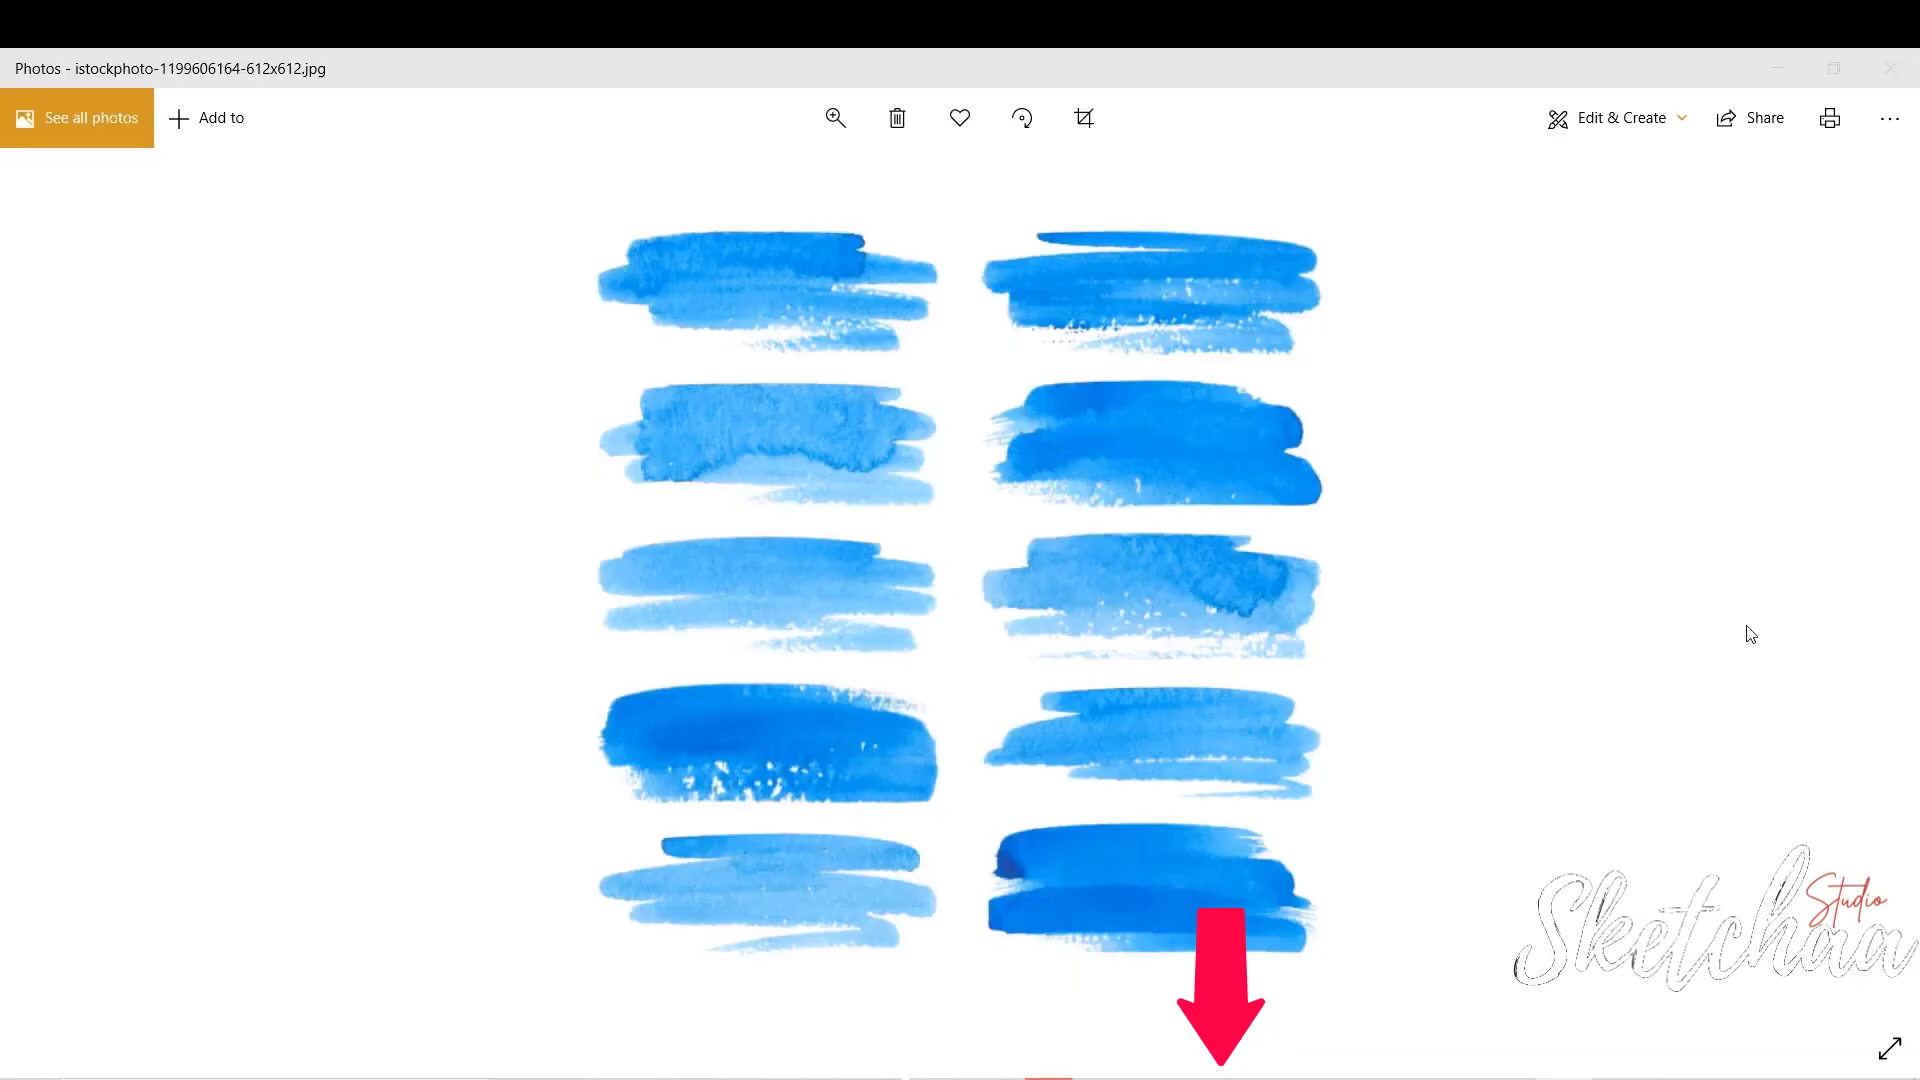 Photos - istockphoto-1199606164-612x612.jpg
See all photos
Add to
Edit & Create
Share
Studio
Sketchaa